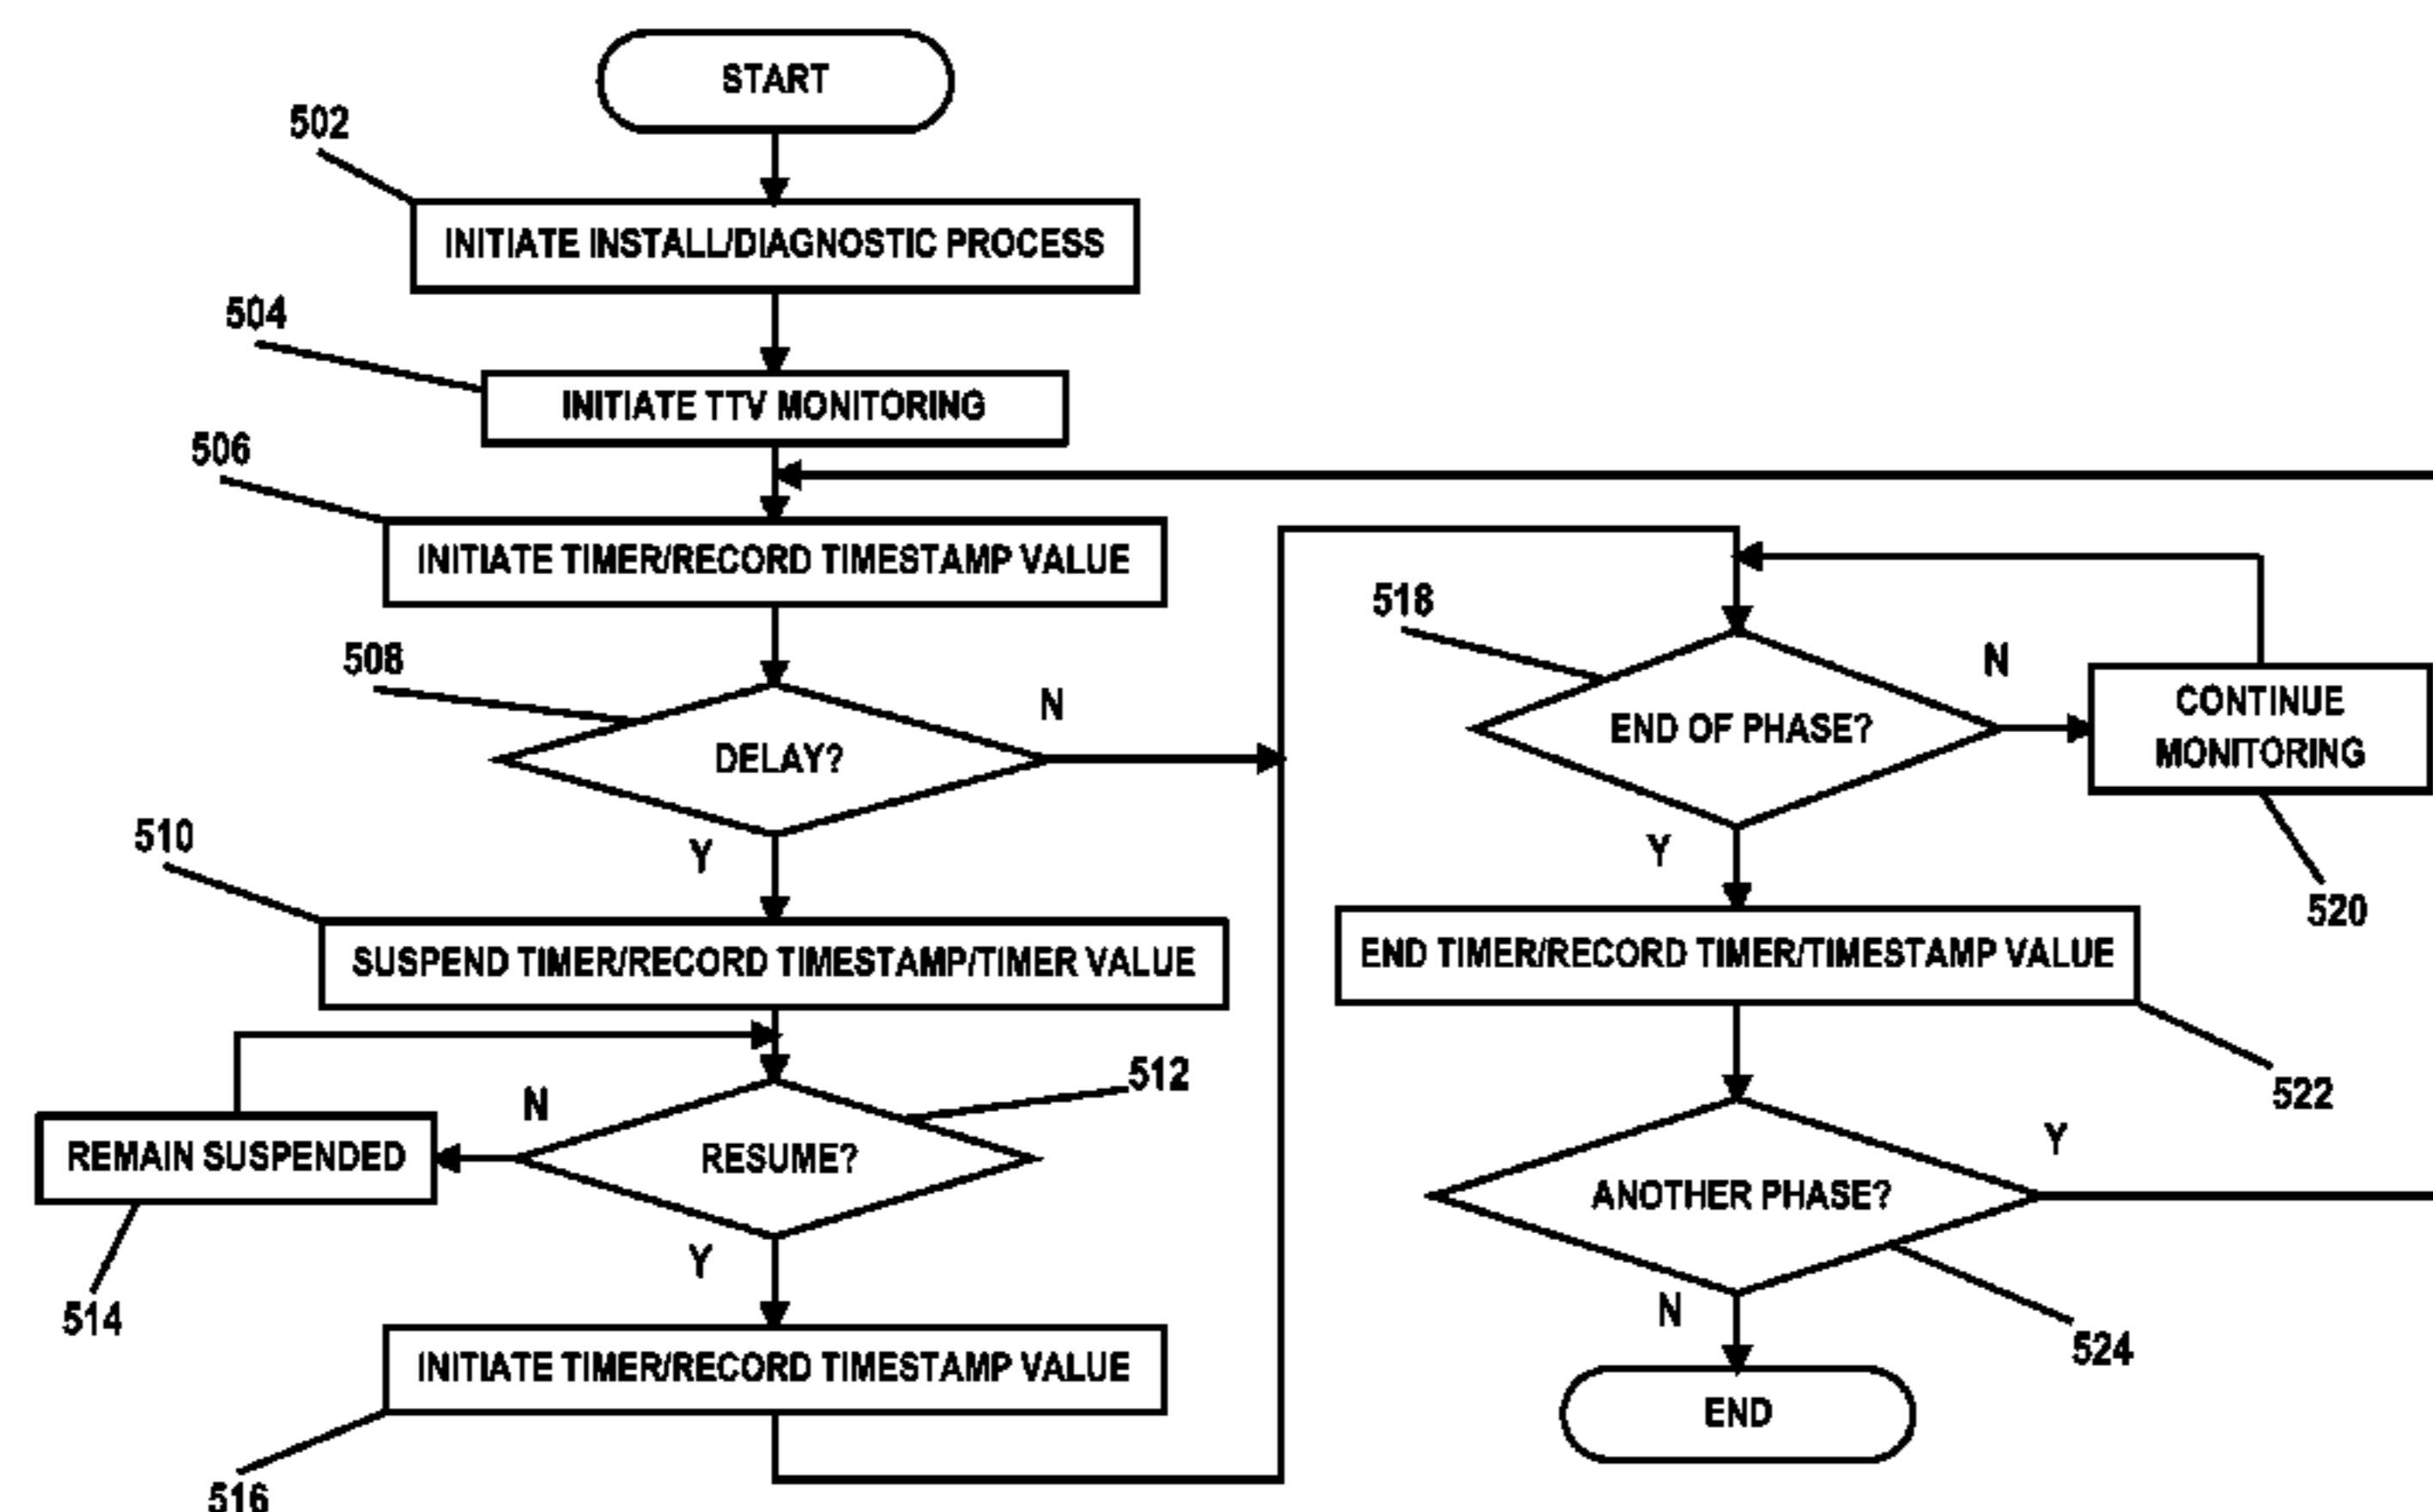 START
502
INITIATE INSTALL/DIAGNOSTIC PROCESS
504
INITIATE TTV MONITORING
506
INITIATE TIMER/RECORD TIMESTAMP VALUE
508
DELAY?
N
Y
510
SUSPEND TIMER/RECORD TIMESTAMP/TIMER VALUE
512
RESUME?
N
REMAIN SUSPENDED
514
Y
INITIATE TIMER/RECORD TIMESTAMP VALUE
516
518
END OF PHASE?
N
CONTINUE
MONITORING
520
Y
END TIMER/RECORD TIMER/TIMESTAMP VALUE
522
ANOTHER PHASE?
Y
N
524
END